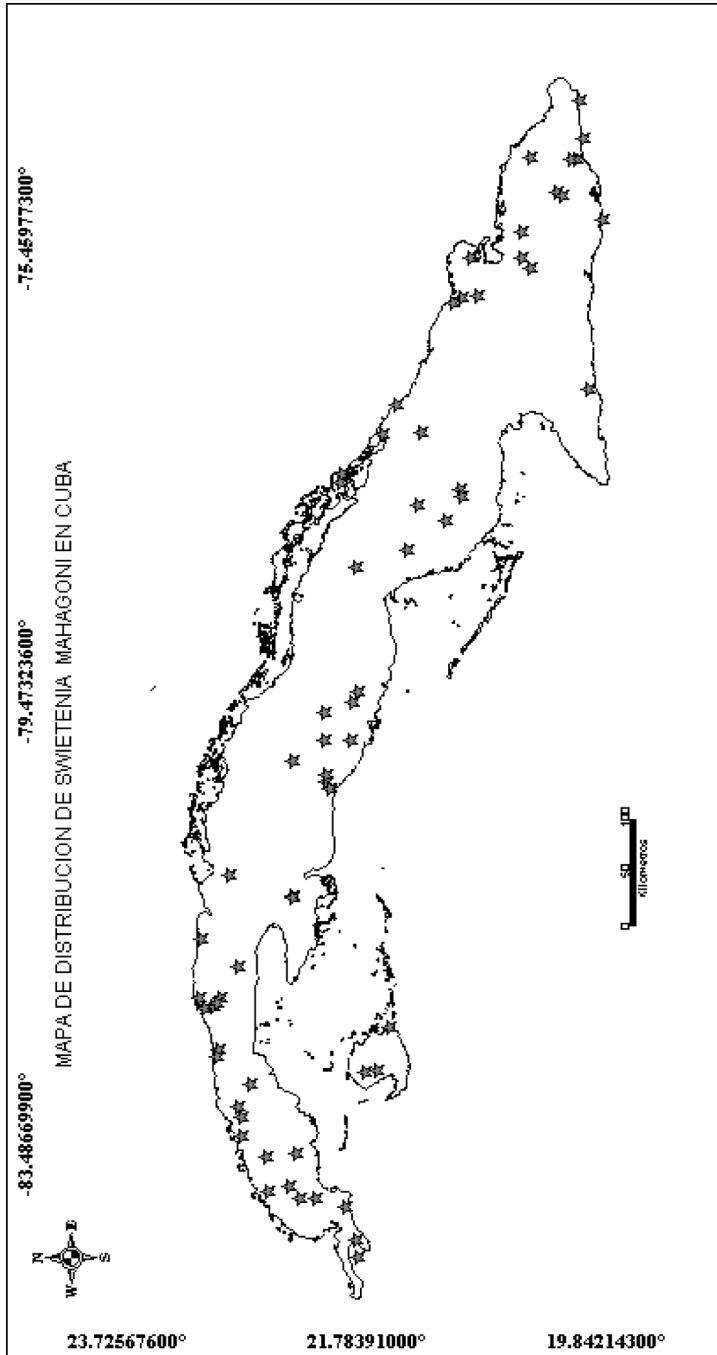 MAPA DE DISTRIBUCION DE SWIETENIA MAHAGONI EN CUBA
-83.48669900°
-79.47323600°
-75.45977300°
23.72567600°
21.78391000°
19.84214300°
N
W E
S
0 50 100
Kilometros